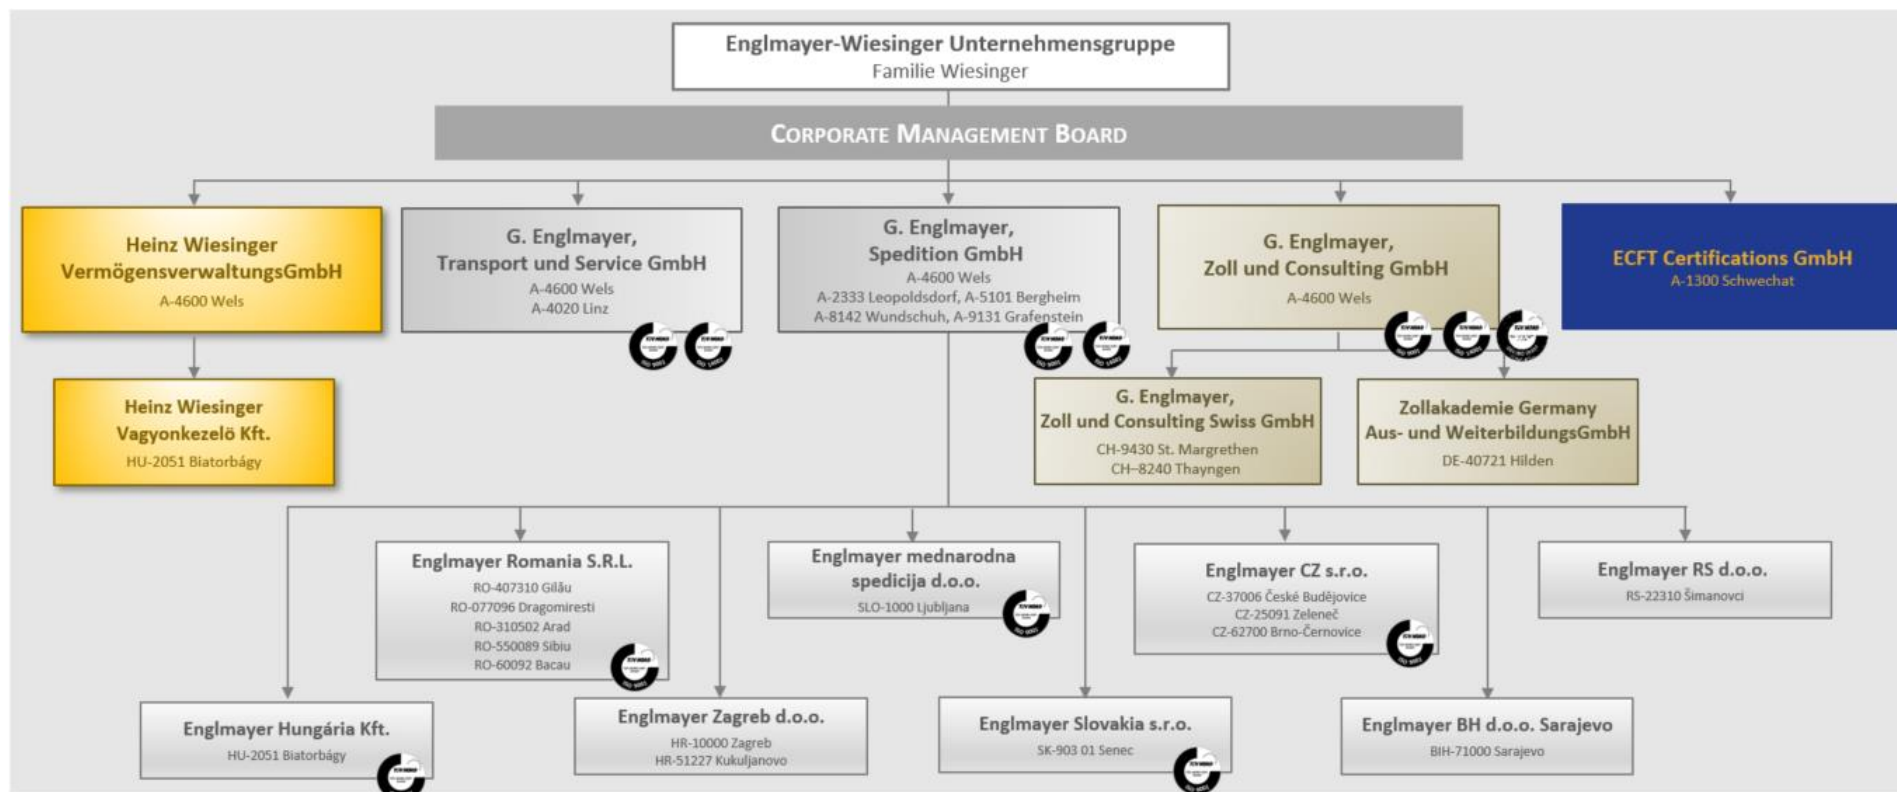 Englmayer-Wiesinger Unternehmensgruppe
Familie Wiesinger
CORPORATE MANAGEMENT BOARD
Heinz Wiesinger
VermögensverwaltungsGmbH
A-4600 Wels
G. Englmayer,
Transport und Service GmbH
A-4600 Wels
A-4020 Linz
G. Englmayer,
Spedition GmbH
A-4600 Wels
A-2333 Leopoldsdorf, A-5101 Bergheim
A-8142 Wundschuh, A-9131 Grafenstein
G. Englmayer,
Zoll und Consulting GmbH
A-4600 Wels
ECFT Certifications GmbH
A-1300 Schwechat
Heinz Wiesinger
Vagyonkezelö Kft.
HU-2051 Biatorbágy
G. Englmayer,
Zoll und Consulting Swiss GmbH
CH-9430 St. Margrethen
CH–8240 Thayngen
Zollakademie Germany
Aus- und WeiterbildungsGmbH
DE-40721 Hilden
Englmayer Romania S.R.L.
RO-407310 Gilău
RO-077096 Dragomiresti
RO-310502 Arad
RO-550089 Sibiu
RO-60092 Bacau
Englmayer mednarodna
spedicija d.o.o.
SLO-1000 Ljubljana
Englmayer CZ s.r.o.
CZ-37006 České Budějovice
CZ-25091 Zeleneč
CZ-62700 Brno-Černovice
Englmayer RS d.o.o.
RS-22310 Šimanovci
Englmayer Hungária Kft.
HU-2051 Biatorbágy
Englmayer Zagreb d.o.o.
HR-10000 Zagreb
HR-51227 Kukuljanovo
Englmayer Slovakia s.r.o.
SK-903 01 Senec
Englmayer BH d.o.o. Sarajevo
BIH-71000 Sarajevo